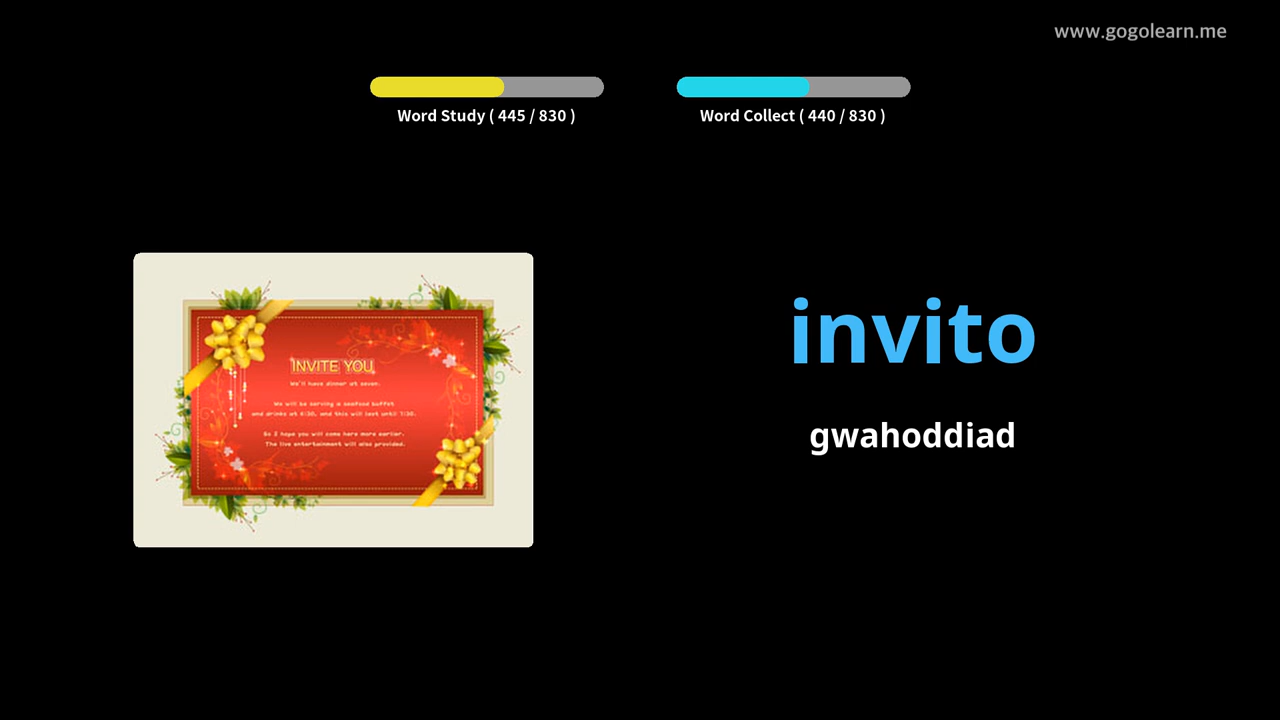 www.gogolearn.me
Word Study ( 445 / 830 )
Word Collect ( 440 / 830 )
INVITE YOU
We'll have dinner at seven.
We will be serving a seafood buffet
and drinks at 6:30, and this will last until 7:30.
So I hope you will come here more earlier.
The live entertainment will also provided.
invito
gwahoddiad